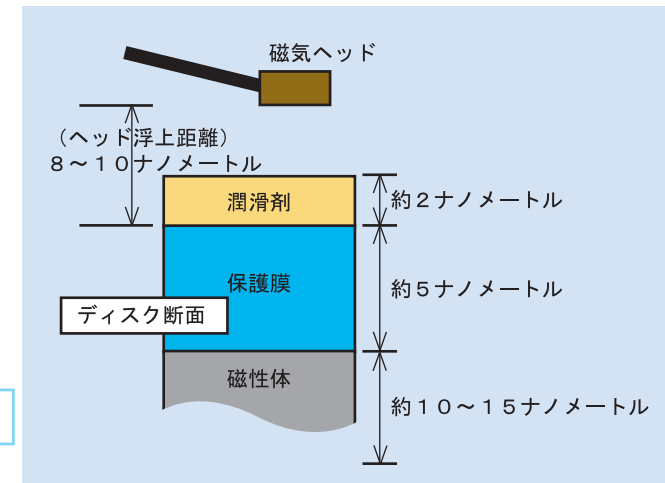 磁気ヘッド
（ヘッド浮上距離）
８～１０ナノメートル
潤滑剤
約２ナノメートル
保護膜
約５ナノメートル
ディスク断面
磁性体
約１０～１５ナノメートル